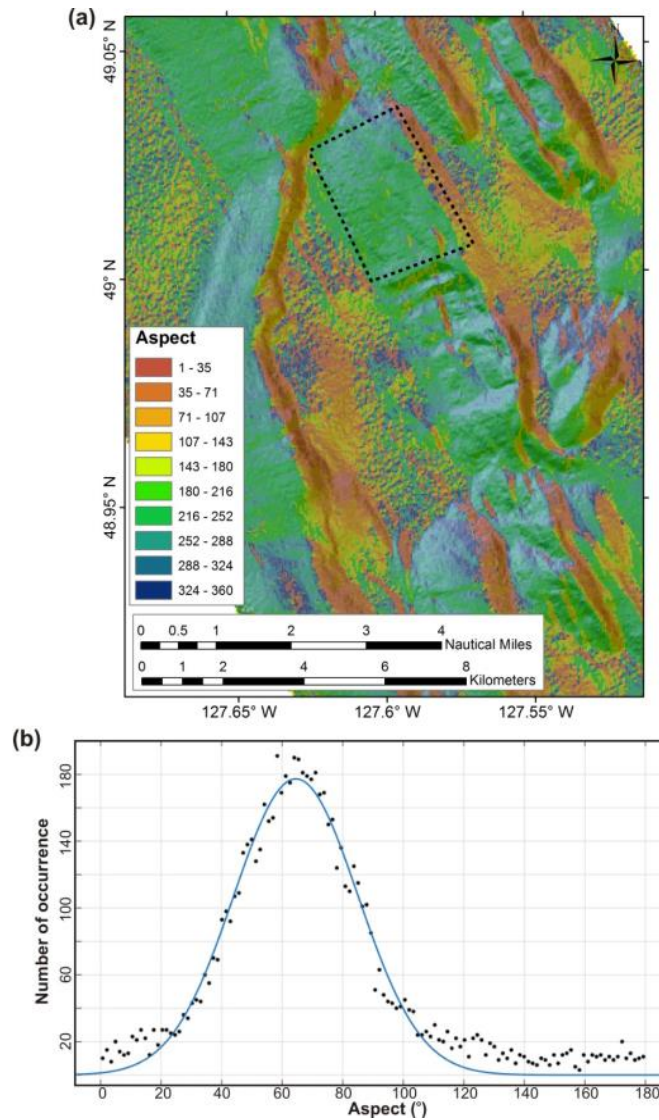 (a)
49.05° N
49° N
48.95° N
Aspect
1 - 35
35 - 71
71 - 107
107 - 143
143 - 180
180 - 216
216 - 252
252 - 288
288 - 324
324 - 360
0 0.5 1 2 3 4
Nautical Miles
0 1 2 4 6 8
Kilometers
127.65° W 127.6° W 127.55° W
(b)
Number of occurrence
180
140
100
60
20
0 20 40 60 80 100 120 140 160 180
Aspect (°)